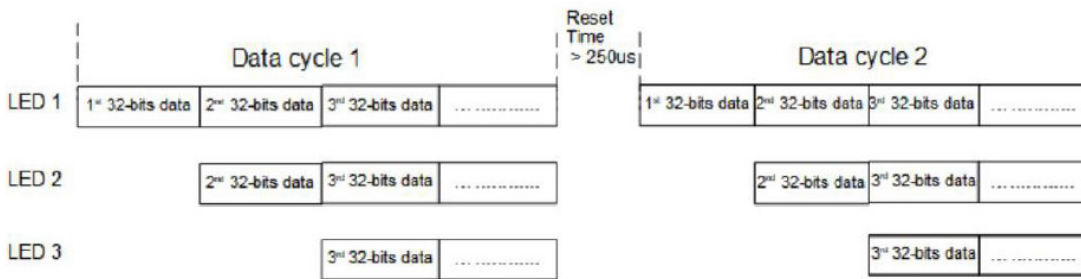 Reset
Time
> 250us
Data cycle 1
Data cycle 2
LED 1
1st 32-bits data 2nd 32-bits data 3rd 32-bits data ... ............
1st 32-bits data 2nd 32-bits data 3rd 32-bits data ... ............
LED 2
2nd 32-bits data 3rd 32-bits data ... ............
2nd 32-bits data 3rd 32-bits data ... ............
LED 3
3rd 32-bits data ... ............
3rd 32-bits data ... ............